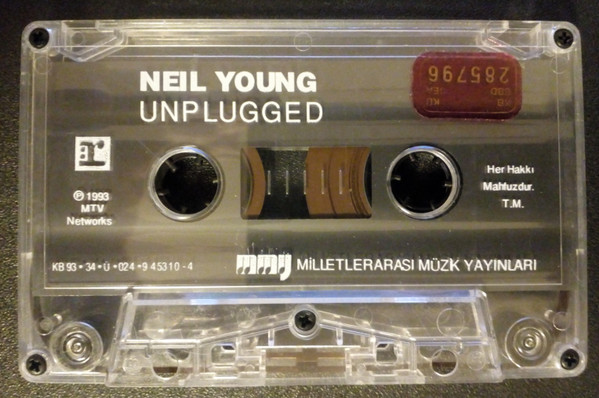 NEIL YOUNG
UNPLUGGED
285796
r
℗ 1993
MTV
Networks
Her Hakkı
Mahfuzdur.
T.M.
KB 93 • 34 • Ü • 024 • 9 45310 - 4
mmy MİLLETLERARASI MÜZK YAYINLARI